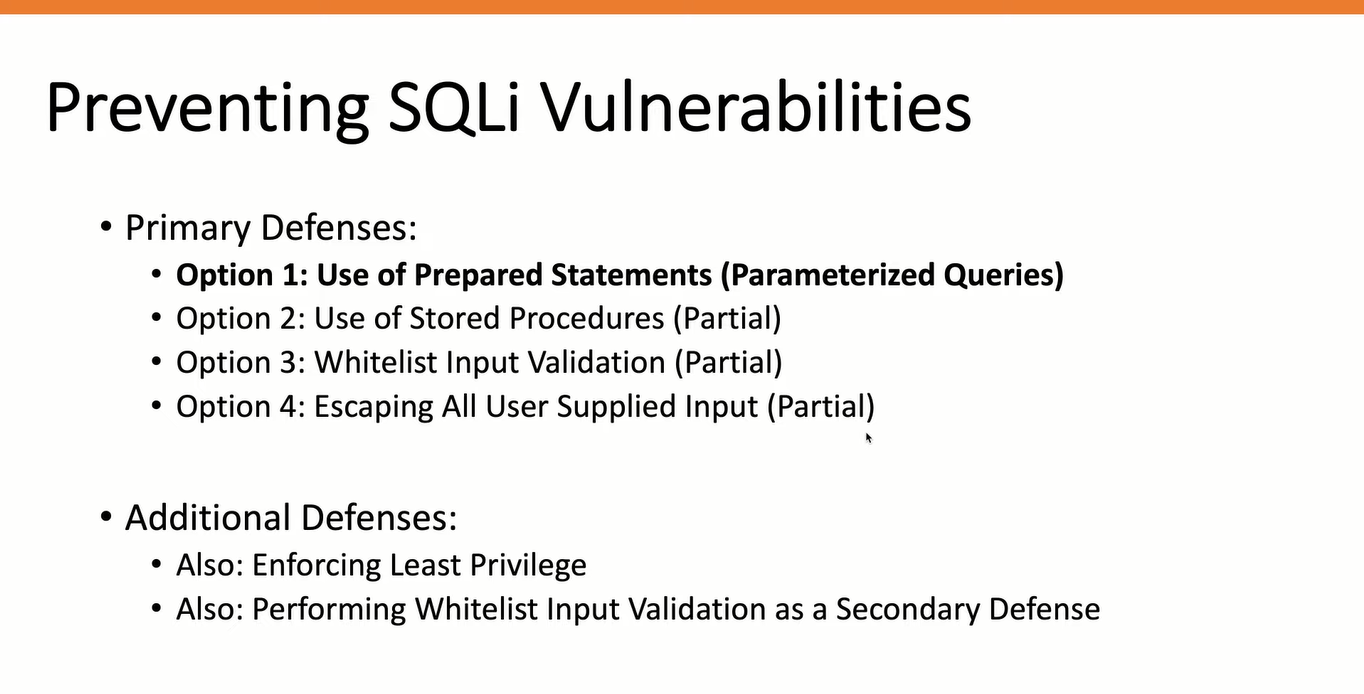 Preventing SQLi Vulnerabilities
• Primary Defenses:
• Option 1: Use of Prepared Statements (Parameterized Queries)
• Option 2: Use of Stored Procedures (Partial)
• Option 3: Whitelist Input Validation (Partial)
• Option 4: Escaping All User Supplied Input (Partial)
• Additional Defenses:
• Also: Enforcing Least Privilege
• Also: Performing Whitelist Input Validation as a Secondary Defense